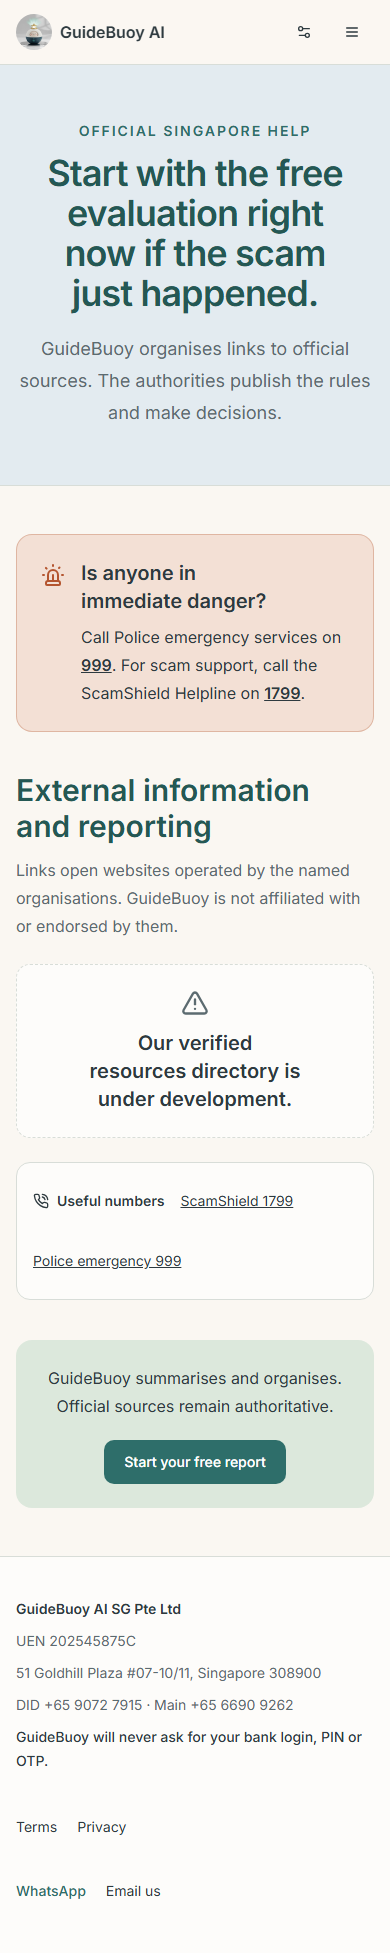 GuideBuoy AI
OFFICIAL SINGAPORE HELP
Start with the free
evaluation right
now if the scam
just happened.
GuideBuoy organises links to official
sources. The authorities publish the rules
and make decisions.
Is anyone in
immediate danger?
Call Police emergency services on
999. For scam support, call the
ScamShield Helpline on 1799.
External information
and reporting
Links open websites operated by the named
organisations. GuideBuoy is not affiliated with
or endorsed by them.
Our verified
resources directory is
under development.
Useful numbers ScamShield 1799
Police emergency 999
GuideBuoy summarises and organises.
Official sources remain authoritative.
Start your free report
GuideBuoy AI SG Pte Ltd
UEN 202545875C
51 Goldhill Plaza #07-10/11, Singapore 308900
DID +65 9072 7915 · Main +65 6690 9262
GuideBuoy will never ask for your bank login, PIN or
OTP.
Terms Privacy
WhatsApp Email us